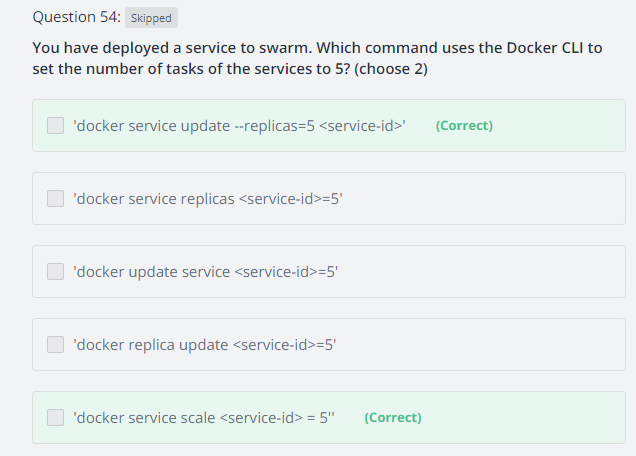 Question 54: Skipped
You have deployed a service to swarm. Which command uses the Docker CLI to
set the number of tasks of the services to 5? (choose 2)
'docker service update --replicas=5 <service-id>' (Correct)
'docker service replicas <service-id>=5'
'docker update service <service-id>=5'
'docker replica update <service-id>=5'
'docker service scale <service-id> = 5'' (Correct)